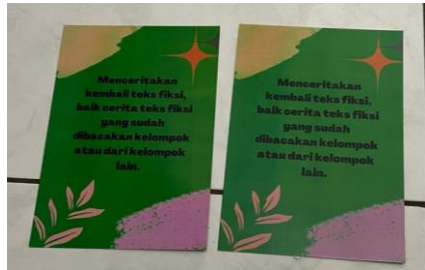 Menceritakan
kembali teks fiksi,
baik cerita teks fiksi
yang sudah
dibacakan kelompok
atau dari kelompok
lain.
Menceritakan
kembali teks fiksi,
baik cerita teks fiksi
yang sudah
dibacakan kelompok
atau dari kelompok
lain.